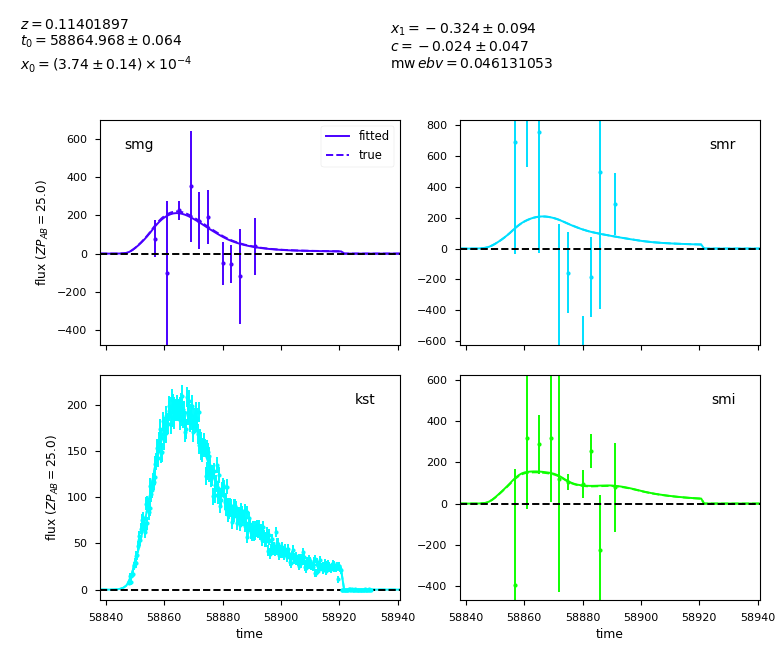 z = 0.11401897
t₀ = 58864.968 ± 0.064
x₀ = (3.74 ± 0.14) × 10⁻⁴
x₁ = −0.324 ± 0.094
c = −0.024 ± 0.047
mw ebv = 0.046131053
smg
fitted
true
flux (ZP_AB = 25.0)
600
400
200
0
−200
−400
smr
800
600
400
200
0
−200
−400
−600
kst
flux (ZP_AB = 25.0)
200
150
100
50
0
58840 58860 58880 58900 58920 58940
time
smi
600
400
200
0
−200
−400
58840 58860 58880 58900 58920 58940
time